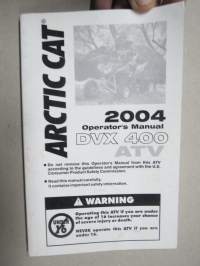 ARCTIC CAT®
2004
Operator's Manual
DVX 400
ATV
Do not remove this Operator's Manual from this ATV
according to the guidelines and agreement with the U.S.
Consumer Product Safety Commission.
Read this manual carefully.
It contains important safety information.
WARNING
UNDER
16
Operating this ATV if you are under
the age of 16 increases your chance
of severe injury or death.
NEVER operate this ATV if you are
under 16.